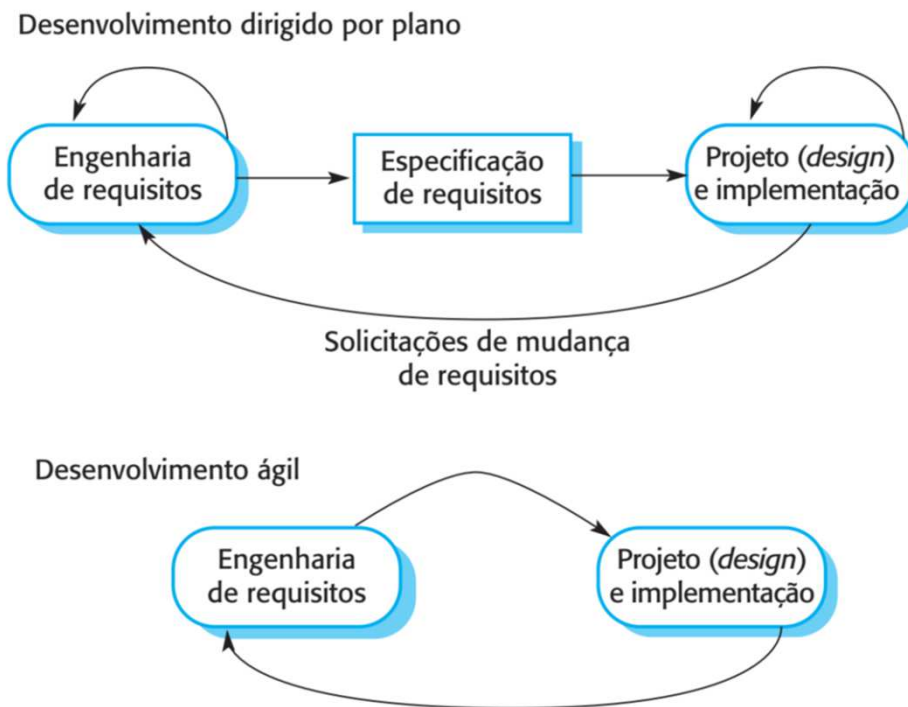 Desenvolvimento dirigido por plano
Engenharia
de requisitos
Especificação
de requisitos
Projeto (design)
e implementação
Solicitações de mudança
de requisitos
Desenvolvimento ágil
Engenharia
de requisitos
Projeto (design)
e implementação